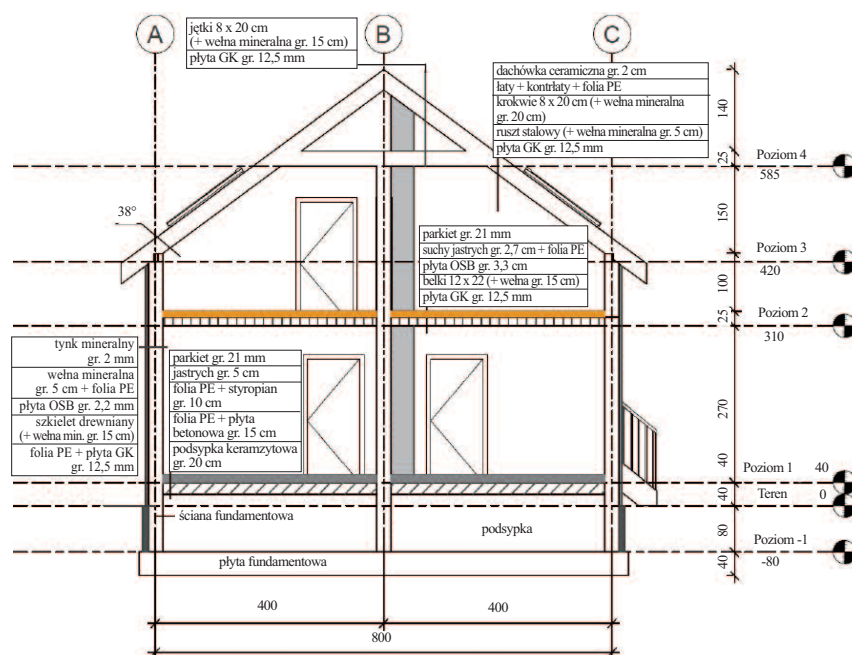 A
B
C
jętki 8 x 20 cm
(+ wełna mineralna gr. 15 cm)
płyta GK gr. 12,5 mm
dachówka ceramiczna gr. 2 cm
łaty + kontrłaty + folia PE
krokwie 8 x 20 cm (+ wełna mineralna
gr. 20 cm)
ruszt stalowy (+ wełna mineralna gr. 5 cm)
płyta GK gr. 12,5 mm
140
25
Poziom 4
585
150
38°
parkiet gr. 21 mm
suchy jastrych gr. 2,7 cm + folia PE
płyta OSB gr. 3,3 cm
belki 12 x 22 (+ wełna gr. 15 cm)
płyta GK gr. 12,5 mm
Poziom 3
420
100
25
Poziom 2
310
tynk mineralny
gr. 2 mm
wełna mineralna
gr. 5 cm + folia PE
płyta OSB gr. 2,2 mm
szkielet drewniany
(+ wełna min. gr. 15 cm)
folia PE + płyta GK
gr. 12,5 mm
parkiet gr. 21 mm
jastrych gr. 5 cm
folia PE + styropian
gr. 10 cm
folia PE + płyta
betonowa gr. 15 cm
podsypka keramzytowa
gr. 20 cm
270
40
Poziom 1 40
40
Teren 0
ściana fundamentowa
podsypka
80
Poziom -1
-80
40
płyta fundamentowa
400
400
800